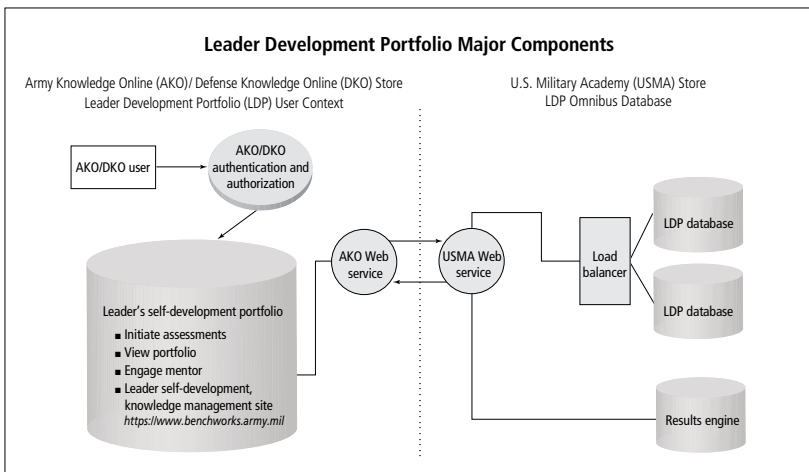 Leader Development Portfolio Major Components
Army Knowledge Online (AKO)/ Defense Knowledge Online (DKO) Store
Leader Development Portfolio (LDP) User Context
U.S. Military Academy (USMA) Store
LDP Omnibus Database
AKO/DKO user
AKO/DKO
authentication and
authorization
Leader's self-development portfolio
■ Initiate assessments
■ View portfolio
■ Engage mentor
■ Leader self-development,
knowledge management site
https://www.benchworks.army.mil
AKO Web
service
USMA Web
service
Load
balancer
LDP database
LDP database
Results engine